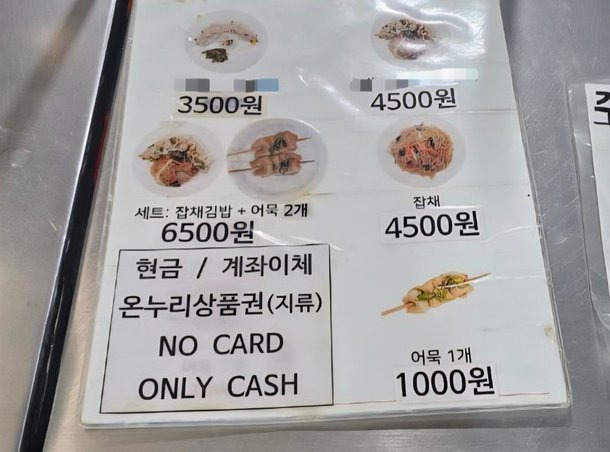 3500원
4500원
세트: 잡채김밥 + 어묵 2개
6500원
잡채
4500원
현금 / 계좌이체
온누리상품권(지류)
NO CARD
ONLY CASH
어묵 1개
1000원